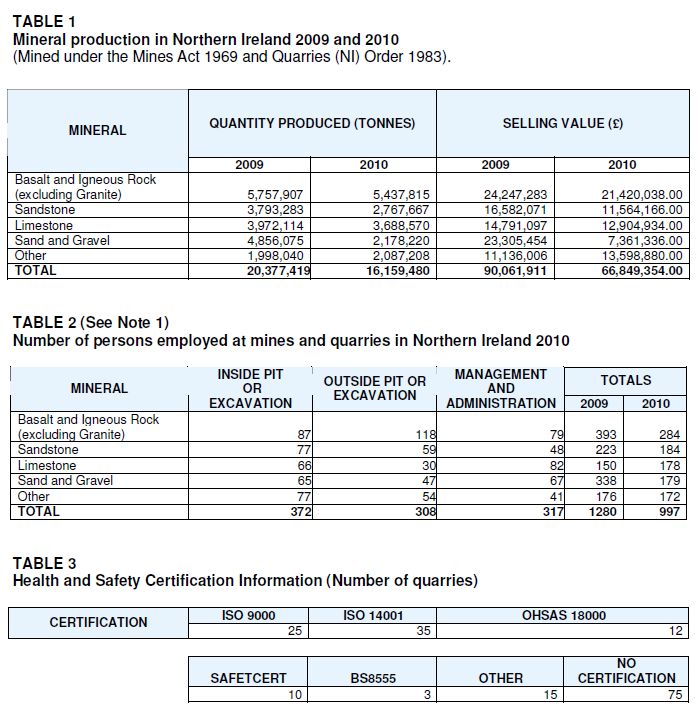 TABLE 1
Mineral production in Northern Ireland 2009 and 2010
(Mined under the Mines Act 1969 and Quarries (NI) Order 1983).
MINERAL QUANTITY PRODUCED (TONNES) SELLING VALUE (£)
2009 2010 2009 2010
Basalt and Igneous Rock
(excluding Granite) 5,757,907 5,437,815 24,247,283 21,420,038.00
Sandstone 3,793,283 2,767,667 16,582,071 11,564,166.00
Limestone 3,972,114 3,688,570 14,791,097 12,904,934.00
Sand and Gravel 4,856,075 2,178,220 23,305,454 7,361,336.00
Other 1,998,040 2,087,208 11,136,006 13,598,880.00
TOTAL 20,377,419 16,159,480 90,061,911 66,849,354.00
TABLE 2 (See Note 1)
Number of persons employed at mines and quarries in Northern Ireland 2010
MINERAL INSIDE PIT OR EXCAVATION OUTSIDE PIT OR EXCAVATION MANAGEMENT AND ADMINISTRATION TOTALS
2009 2010
Basalt and Igneous Rock
(excluding Granite) 87 118 79 393 284
Sandstone 77 59 48 223 184
Limestone 66 30 82 150 178
Sand and Gravel 65 47 67 338 179
Other 77 54 41 176 172
TOTAL 372 308 317 1280 997
TABLE 3
Health and Safety Certification Information (Number of quarries)
CERTIFICATION ISO 9000 ISO 14001 OHSAS 18000
25 35 12
SAFETCERT BS8555 OTHER NO CERTIFICATION
10 3 15 75